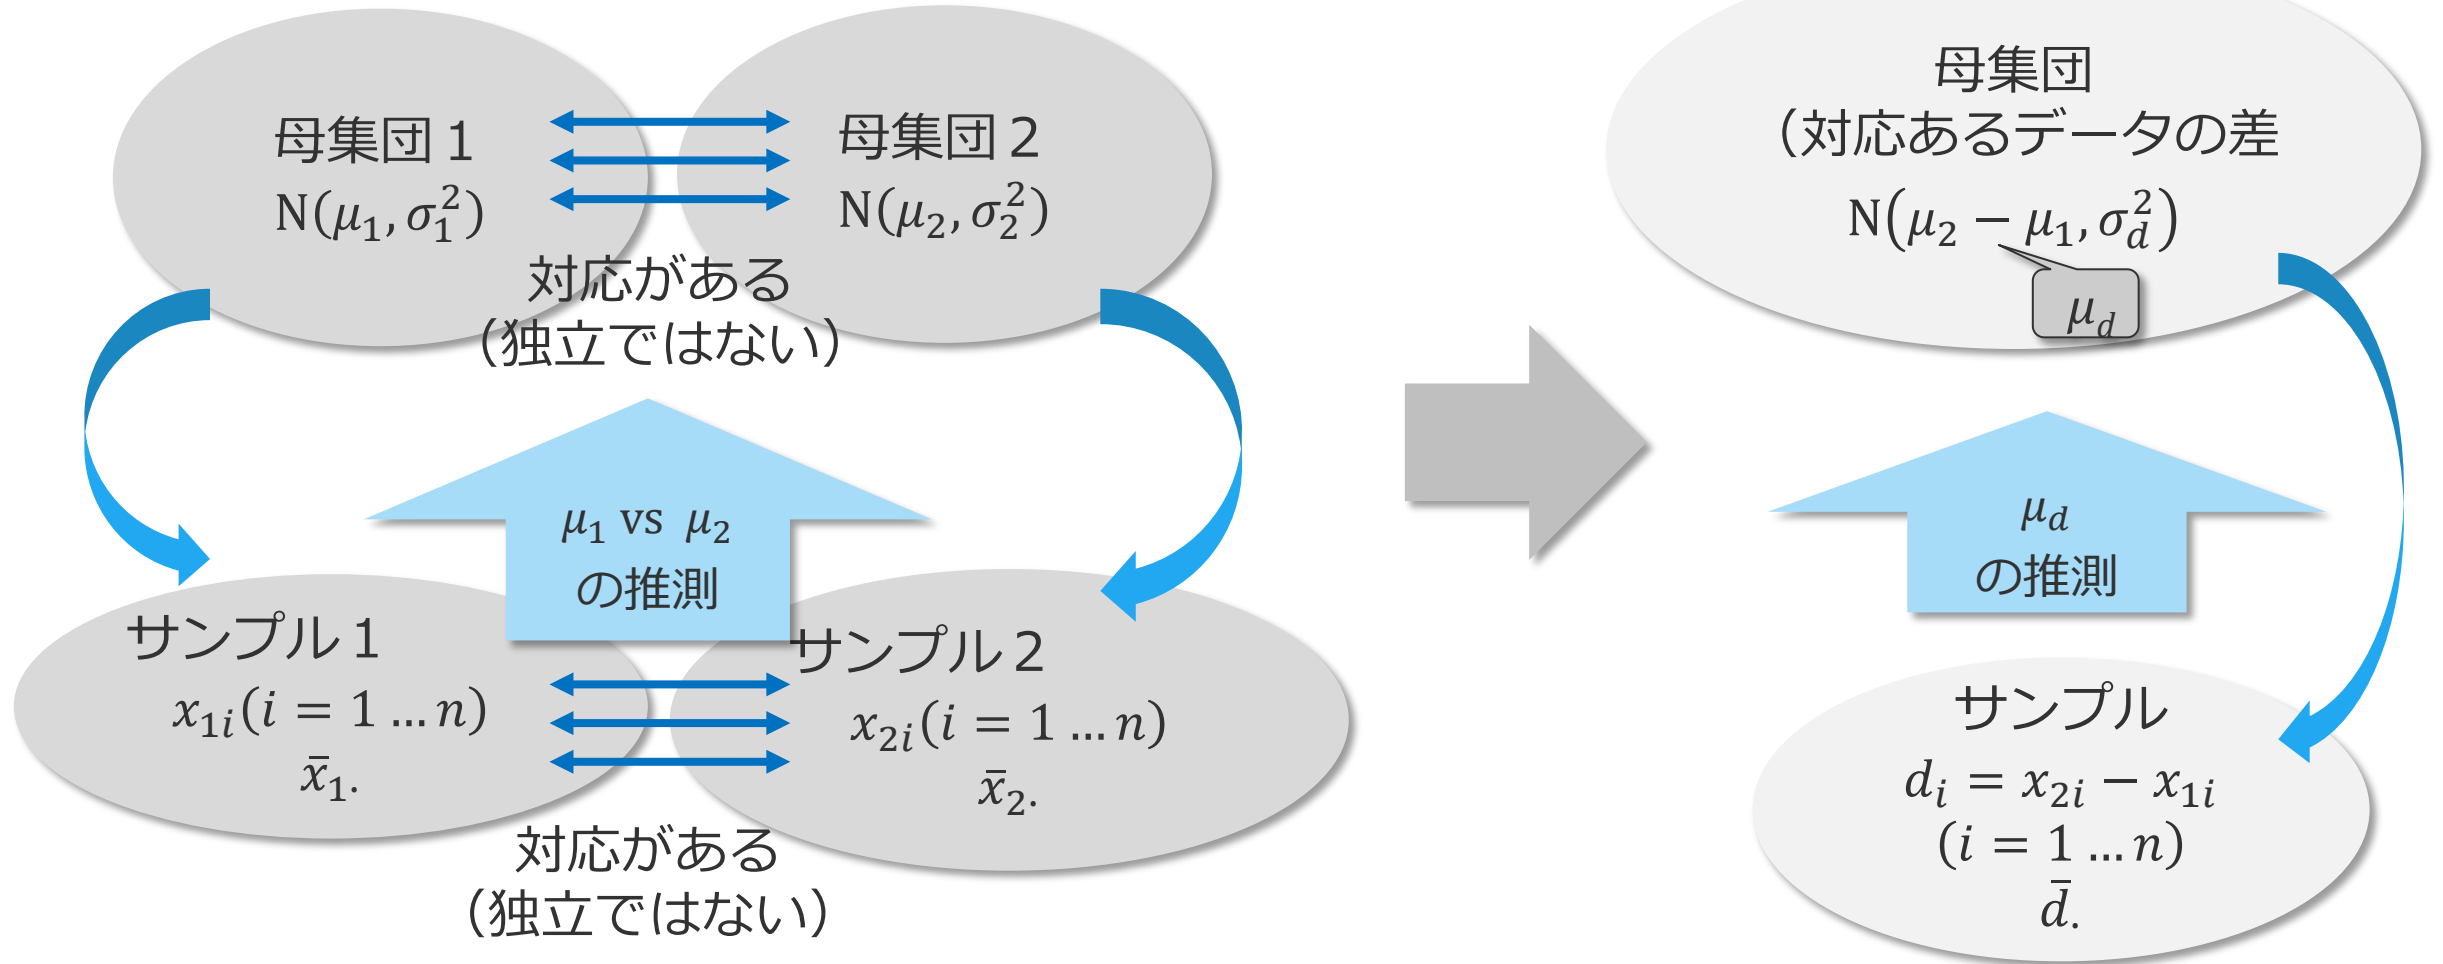 母集団１
N(μ₁, σ₁²)
母集団２
N(μ₂, σ₂²)
対応がある
（独立ではない）
μ₁ vs μ₂
の推測
サンプル１
x₁ᵢ(i = 1 … n)
x̄₁.
サンプル２
x₂ᵢ(i = 1 … n)
x̄₂.
対応がある
（独立ではない）
母集団
（対応あるデータの差
N(μ₂ − μ₁, σ_d²)
μ_d
μ_d
の推測
サンプル
dᵢ = x₂ᵢ − x₁ᵢ
(i = 1 … n)
d̄.